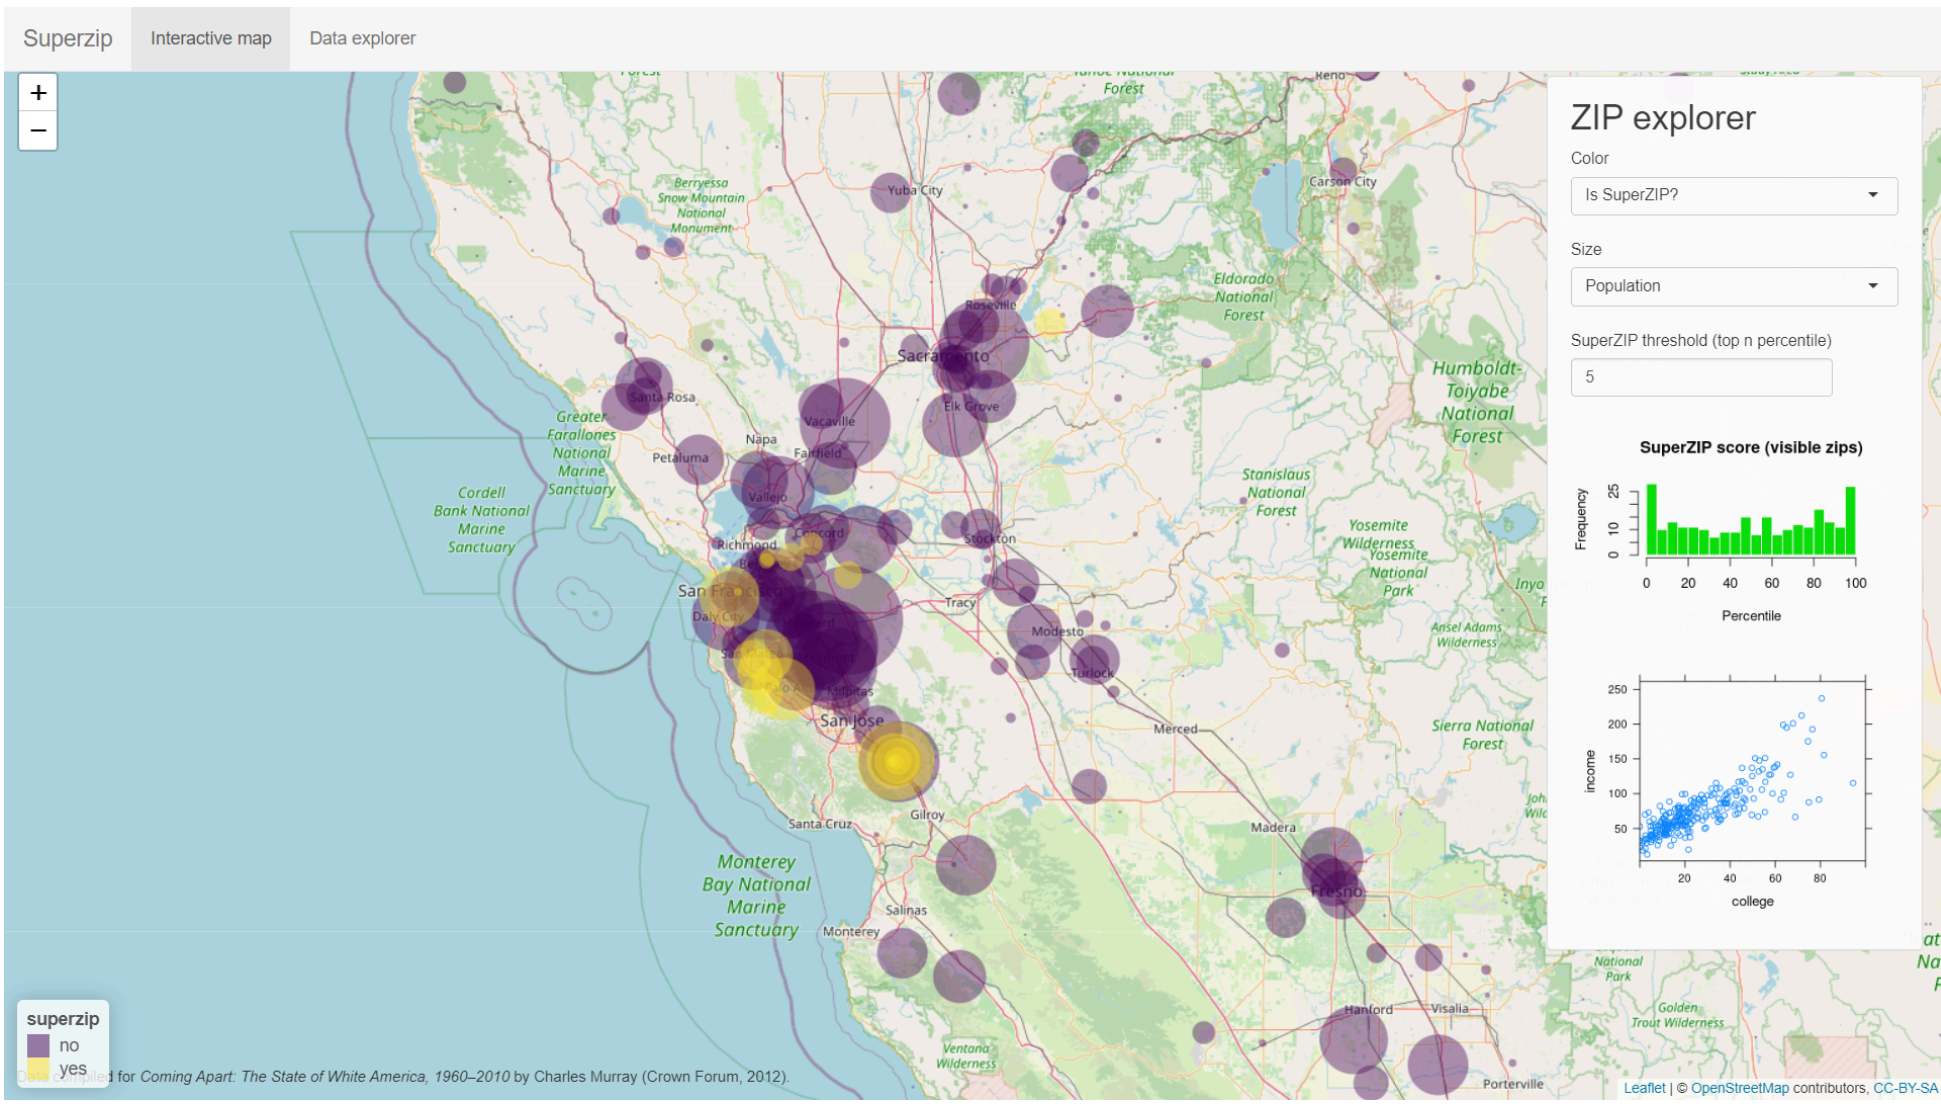 Superzip
Interactive map
Data explorer
+
−
Forest
Tahoe National
Forest
Reno
Carson City
Berryessa
Snow Mountain
National
Monument
Yuba City
Eldorado
National
Forest
Roseville
Sacramento
Elk Grove
Santa Rosa
Vacaville
Greater
Farallones
National
Marine
Sanctuary
Napa
Fairfield
Petaluma
Vallejo
Cordell
Bank National
Marine
Sanctuary
Humboldt-
Toiyabe
National
Forest
Stanislaus
National
Forest
Yosemite
Wilderness
Yosemite
National
Park
Concord
Richmond
Stockton
San Francisco
Daly City
Tracy
Modesto
Turlock
Ansel Adams
Wilderness
Milpitas
San Jose
Merced
Sierra National
Forest
Santa Cruz
Gilroy
Madera
Fresno
Monterey
Bay National
Marine
Sanctuary
Salinas
Monterey
Hanford
Visalia
Ventana
Wilderness
Porterville
National
Park
Golden
Trout Wilderness
ZIP explorer
Color
Is SuperZIP?
Size
Population
SuperZIP threshold (top n percentile)
5
SuperZIP score (visible zips)
Frequency
25
10
0
0 20 40 60 80 100
Percentile
income
250
200
150
100
50
20 40 60 80
college
superzip
no
yes
Data compiled for Coming Apart: The State of White America, 1960–2010 by Charles Murray (Crown Forum, 2012).
Leaflet | © OpenStreetMap contributors, CC-BY-SA